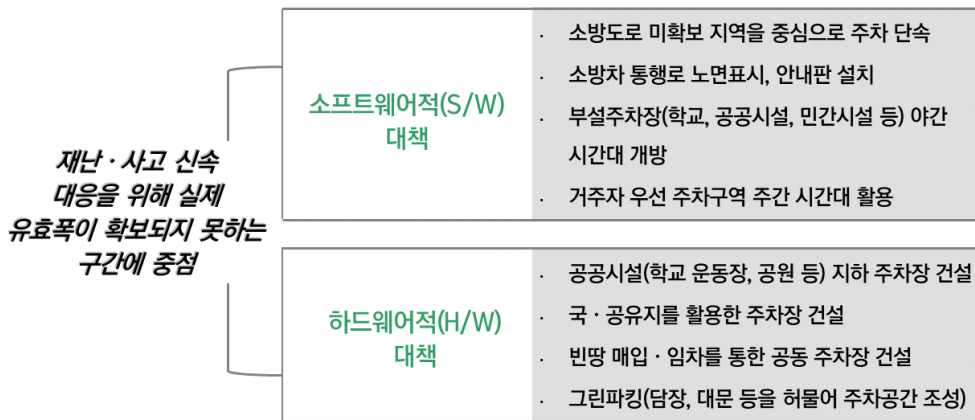 재난 · 사고 신속
대응을 위해 실제
유효폭이 확보되지 못하는
구간에 중점
소프트웨어적(S/W)
대책
· 소방도로 미확보 지역을 중심으로 주차 단속
· 소방차 통행로 노면표시, 안내판 설치
· 부설주차장(학교, 공공시설, 민간시설 등) 야간
시간대 개방
· 거주자 우선 주차구역 주간 시간대 활용
하드웨어적(H/W)
대책
· 공공시설(학교 운동장, 공원 등) 지하 주차장 건설
· 국 · 공유지를 활용한 주차장 건설
· 빈땅 매입 · 임차를 통한 공동 주차장 건설
· 그린파킹(담장, 대문 등을 허물어 주차공간 조성)